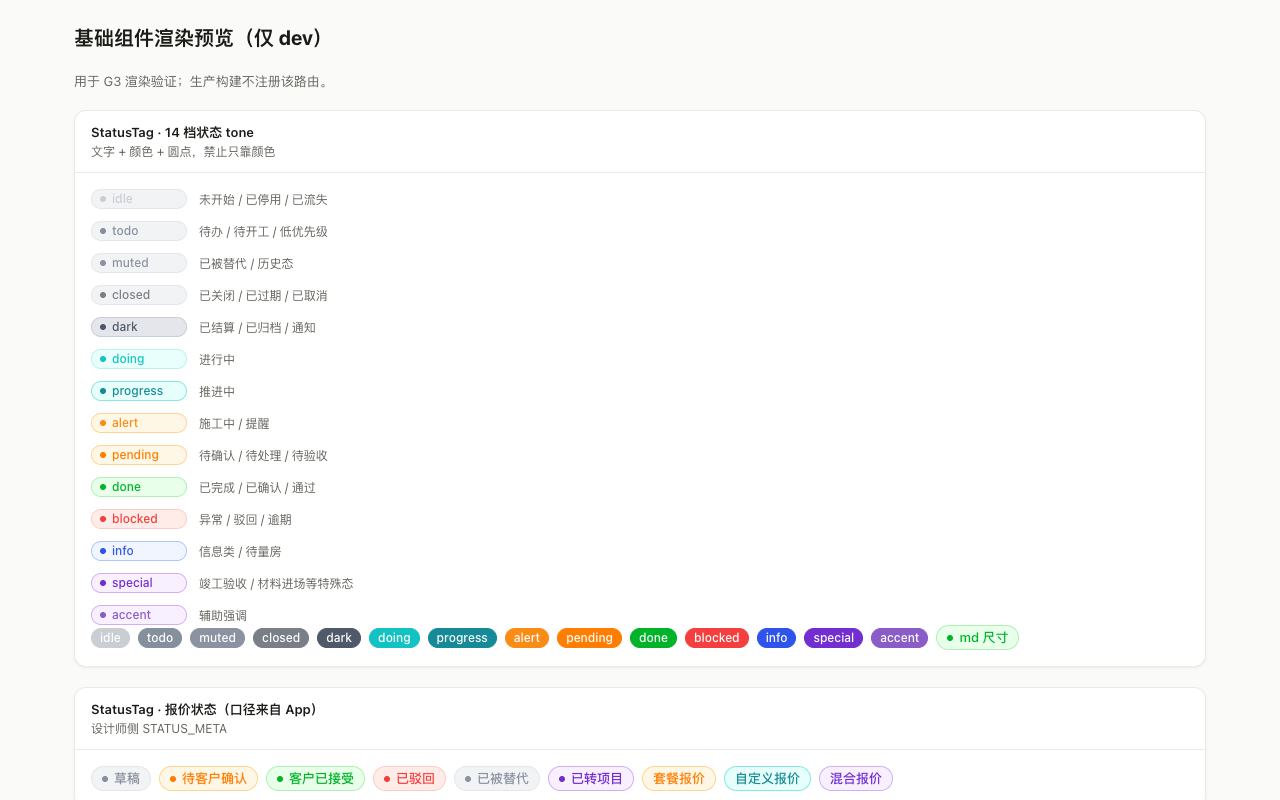 基础组件渲染预览（仅 dev）
用于 G3 渲染验证；生产构建不注册该路由。
StatusTag · 14 档状态 tone
文字 + 颜色 + 圆点，禁止只靠颜色
idle 未开始 / 已停用 / 已流失
todo 待办 / 待开工 / 低优先级
muted 已被替代 / 历史态
closed 已关闭 / 已过期 / 已取消
dark 已结算 / 已归档 / 通知
doing 进行中
progress 推进中
alert 施工中 / 提醒
pending 待确认 / 待处理 / 待验收
done 已完成 / 已确认 / 通过
blocked 异常 / 驳回 / 逾期
info 信息类 / 待量房
special 竣工验收 / 材料进场等特殊态
accent 辅助强调
idle todo muted closed dark doing progress alert pending done blocked info special accent md 尺寸
StatusTag · 报价状态（口径来自 App）
设计师侧 STATUS_META
草稿 待客户确认 客户已接受 已驳回 已被替代 已转项目 套餐报价 自定义报价 混合报价